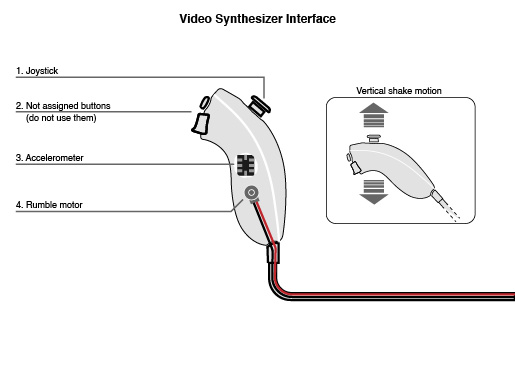 Video Synthesizer Interface
1. Joystick
2. Not assigned buttons
(do not use them)
3. Accelerometer
4. Rumble motor
Vertical shake motion